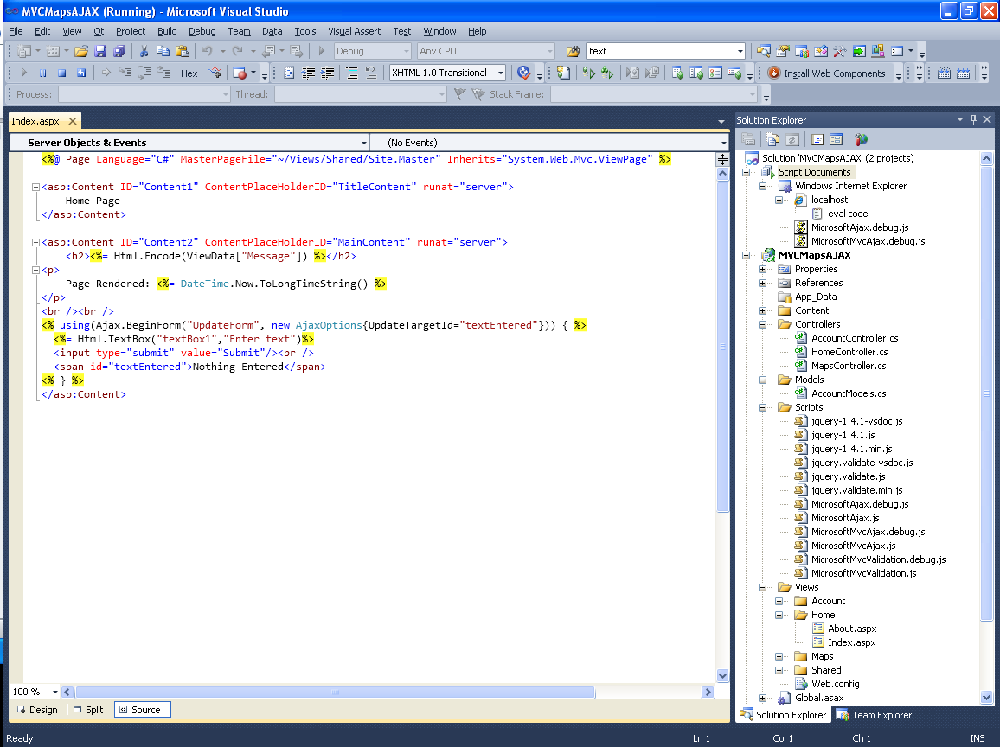 MVCMapsAJAX (Running) - Microsoft Visual Studio
File Edit View Qt Project Build Debug Team Data Tools Visual Assert Test Window Help
Debug Any CPU text
Hex XHTML 1.0 Transitional Install Web Components
Process: Thread: Stack Frame:
Index.aspx
Server Objects & Events (No Events)
<%@ Page Language="C#" MasterPageFile="~/Views/Shared/Site.Master" Inherits="System.Web.Mvc.ViewPage" %>
<asp:Content ID="Content1" ContentPlaceHolderID="TitleContent" runat="server">
Home Page
</asp:Content>
<asp:Content ID="Content2" ContentPlaceHolderID="MainContent" runat="server">
<h2><%= Html.Encode(ViewData["Message"]) %></h2>
<p>
Page Rendered: <%= DateTime.Now.ToLongTimeString() %>
</p>
<br /><br />
<% using(Ajax.BeginForm("UpdateForm", new AjaxOptions{UpdateTargetId="textEntered"})) { %>
<%= Html.TextBox("textBox1","Enter text")%>
<input type="submit" value="Submit"/><br />
<span id="textEntered">Nothing Entered</span>
<% } %>
</asp:Content>
100 %
Design Split Source
Solution Explorer
Solution 'MVCMapsAJAX' (2 projects)
Script Documents
Windows Internet Explorer
localhost
eval code
MicrosoftAjax.debug.js
MicrosoftMvcAjax.debug.js
MVCMapsAJAX
Properties
References
App_Data
Content
Controllers
AccountController.cs
HomeController.cs
MapsController.cs
Models
AccountModels.cs
Scripts
jquery-1.4.1-vsdoc.js
jquery-1.4.1.js
jquery-1.4.1.min.js
jquery.validate-vsdoc.js
jquery.validate.js
jquery.validate.min.js
MicrosoftAjax.debug.js
MicrosoftAjax.js
MicrosoftMvcAjax.debug.js
MicrosoftMvcAjax.js
MicrosoftMvcValidation.debug.js
MicrosoftMvcValidation.js
Views
Account
Home
About.aspx
Index.aspx
Maps
Shared
Web.config
Global.asax
Solution Explorer Team Explorer
Ready Ln 1 Col 1 Ch 1 INS